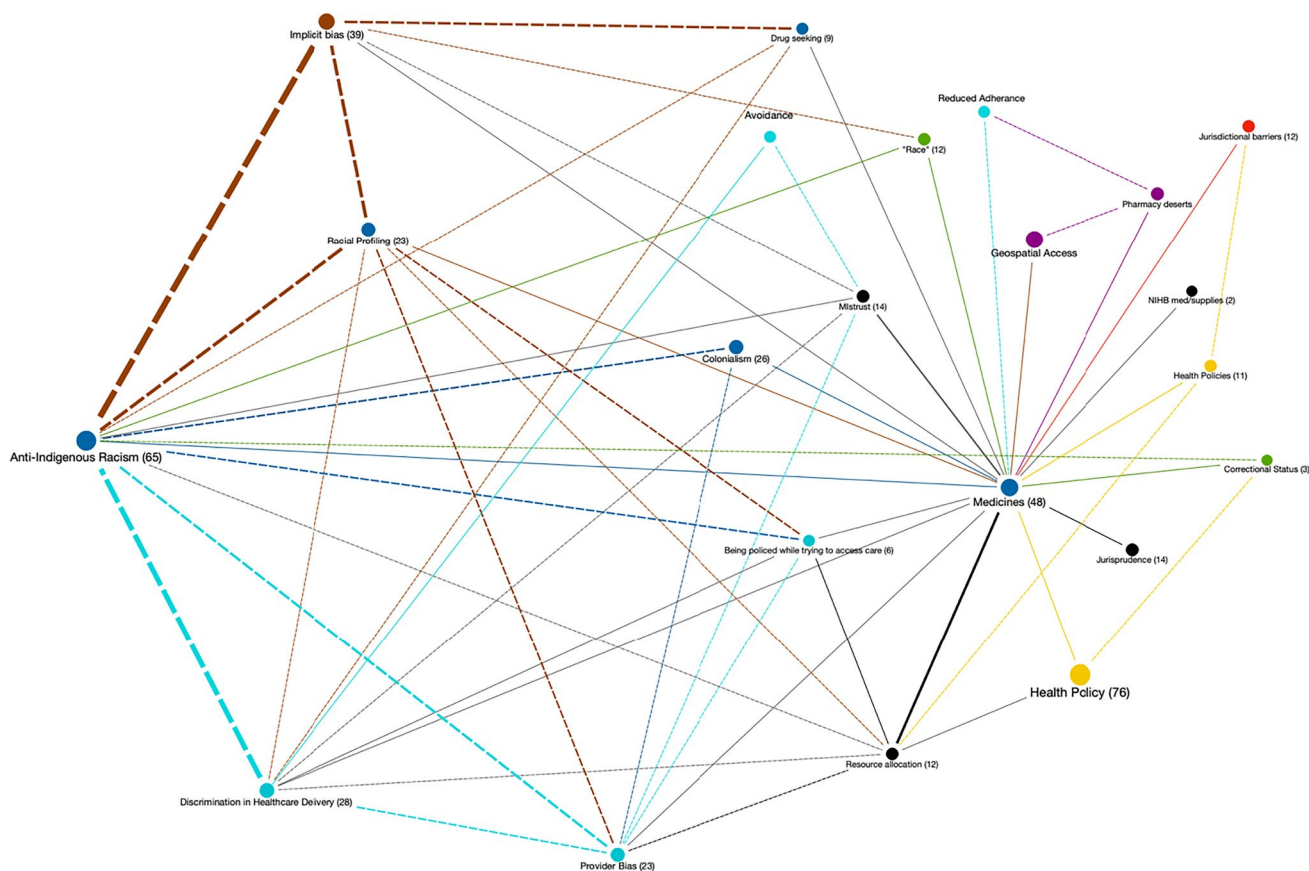 Implicit bias (39)
Drug seeking (9)
Reduced Adherance
Avoidance
Jurisdictional barriers (12)
"Race" (12)
Pharmacy deserts
Racial Profiling (23)
Geospatial Access
NIHB med/supplies (2)
MIstrust (14)
Colonialism (26)
Health Policies (11)
Anti-Indigenous Racism (65)
Correctional Status (3)
Medicines (48)
Being policed while trying to access care (6)
Jurisprudence (14)
Health Policy (76)
Resource allocation (12)
Discrimination in Healthcare Delivery (28)
Provider Bias (23)